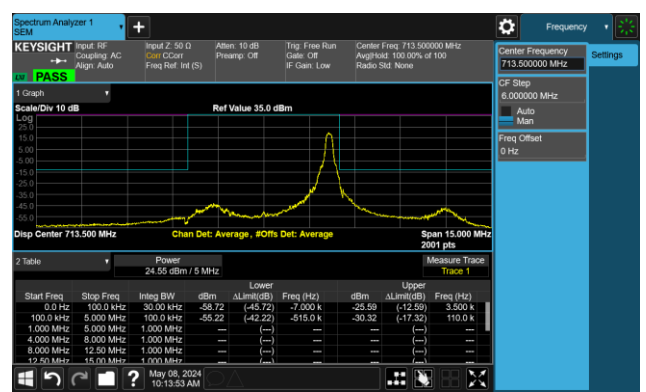 Spectrum Analyzer 1
SEM
Frequency
KEYSIGHT Input: RF Input Z: 50 Ω Atten: 10 dB Trig: Free Run Center Freq: 713.500000 MHz
Coupling: AC Corr CCorr Preamp: Off Gate: Off Avg|Hold: 100.00% of 100
Align: Auto Freq Ref: Int (S) IF Gain: Low Radio Std: None
LW PASS
Center Frequency
713.500000 MHz
Settings
CF Step
6.000000 MHz
Auto
Man
Freq Offset
0 Hz
1 Graph
Scale/Div 10 dB Ref Value 35.0 dBm
Log
25.0
15.0
5.00
-5.00
-15.0
-25.0
-35.0
-45.0
-55.0
Disp Center 713.500 MHz Chan Det: Average, #Offs Det: Average Span 15.000 MHz
2001 pts
2 Table Power Measure Trace
24.55 dBm / 5 MHz Trace 1
Lower Upper
Start Freq Stop Freq Integ BW dBm ΔLimit(dB) Freq (Hz) dBm ΔLimit(dB) Freq (Hz)
0.0 Hz 100.0 kHz 30.00 kHz -58.72 (-45.72) -7.000 k -25.59 (-12.59) 3.500 k
100.0 kHz 5.000 MHz 100.0 kHz -55.22 (-42.22) -515.0 k -30.32 (-17.32) 110.0 k
1.000 MHz 5.000 MHz 1.000 MHz --- (---) --- --- (---) ---
4.000 MHz 8.000 MHz 1.000 MHz --- (---) --- --- (---) ---
8.000 MHz 12.50 MHz 1.000 MHz --- (---) --- --- (---) ---
12.50 MHz 15.00 MHz 1.000 MHz --- (---) --- --- (---) ---
? May 08, 2024
10:13:53 AM